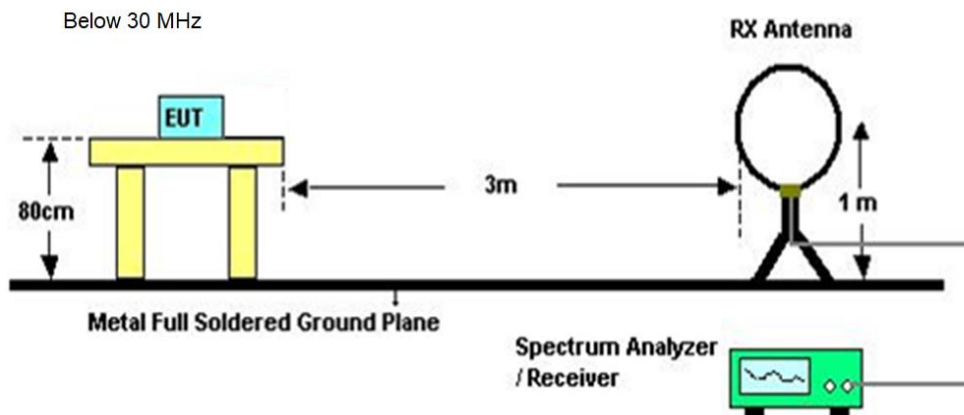 Below 30 MHz
RX Antenna
EUT
3m
80cm
1 m
Metal Full Soldered Ground Plane
Spectrum Analyzer
/ Receiver